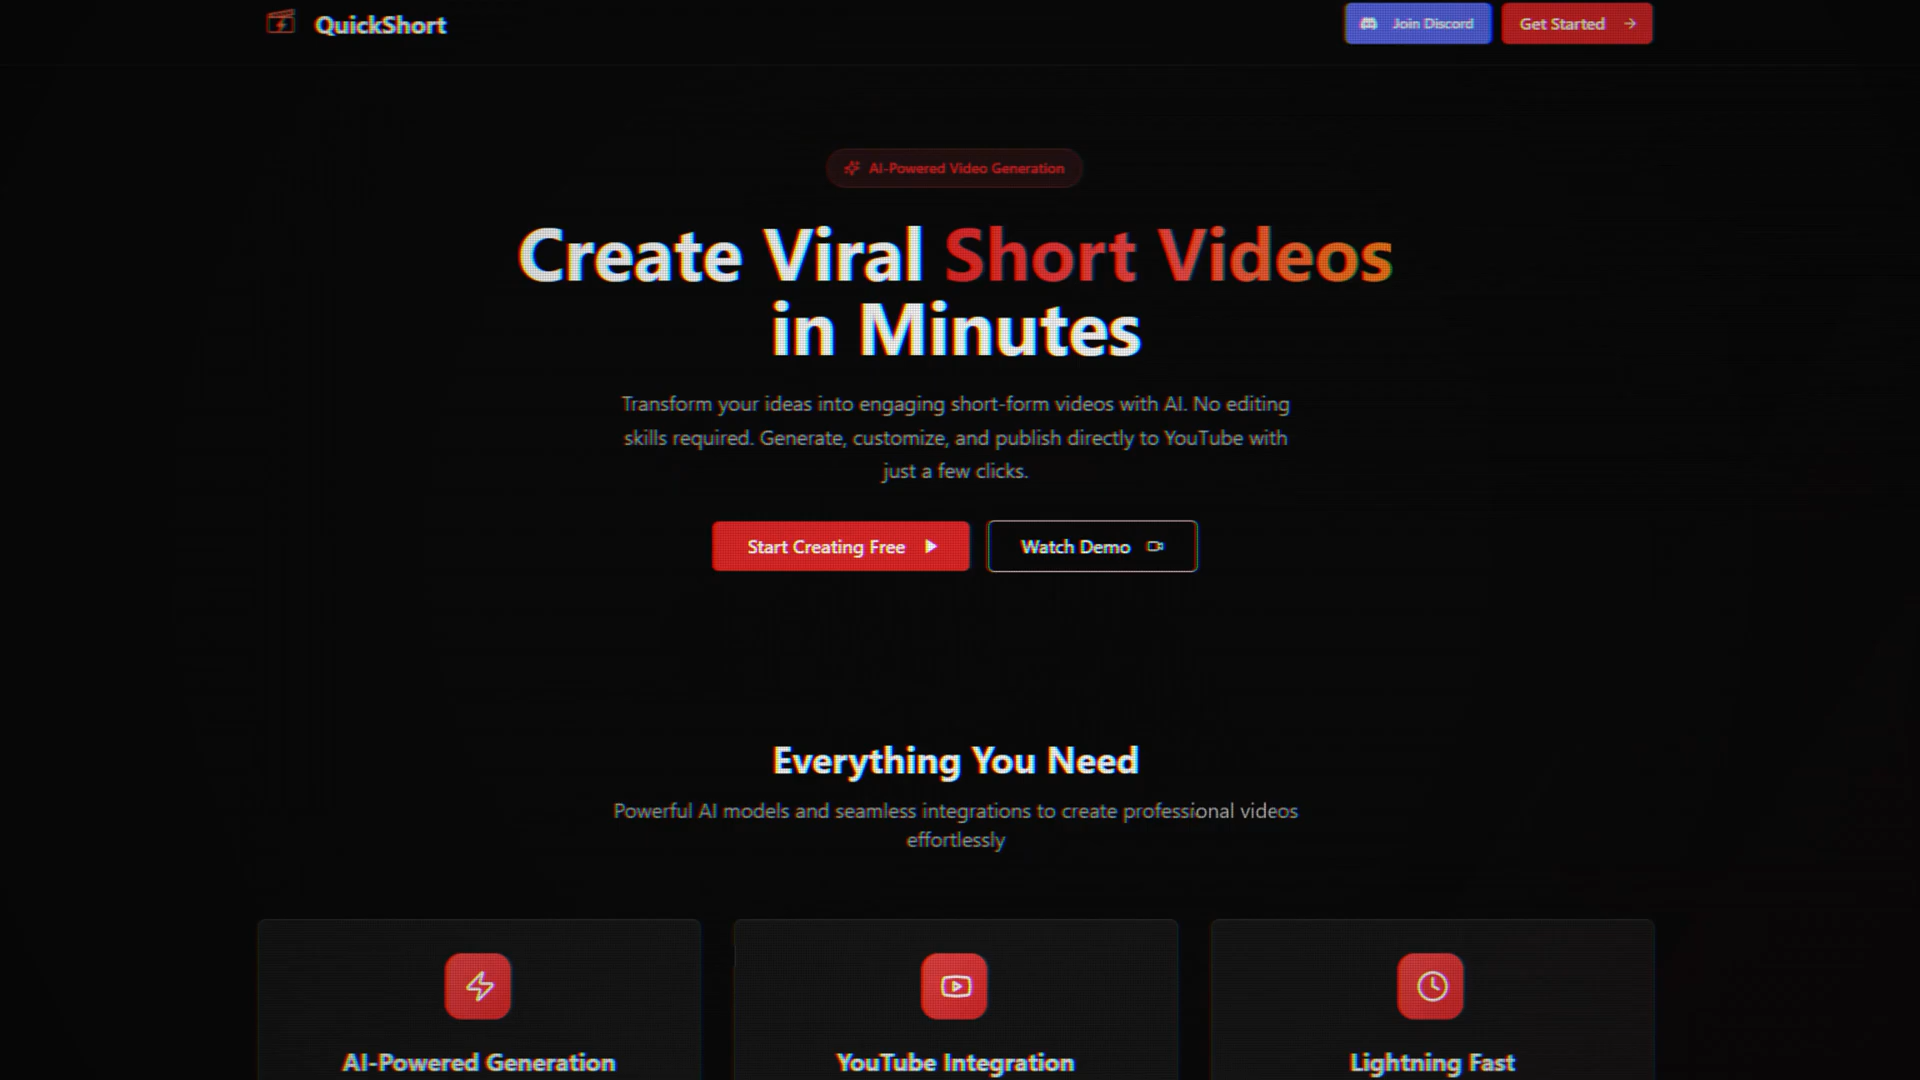 QuickShort
Join Discord
Get Started
AI-Powered Video Generation
Create Viral Short Videos
in Minutes
Transform your ideas into engaging short-form videos with AI. No editing
skills required. Generate, customize, and publish directly to YouTube with
just a few clicks.
Start Creating Free
Watch Demo
Everything You Need
Powerful AI models and seamless integrations to create professional videos
effortlessly
AI-Powered Generation
YouTube Integration
Lightning Fast